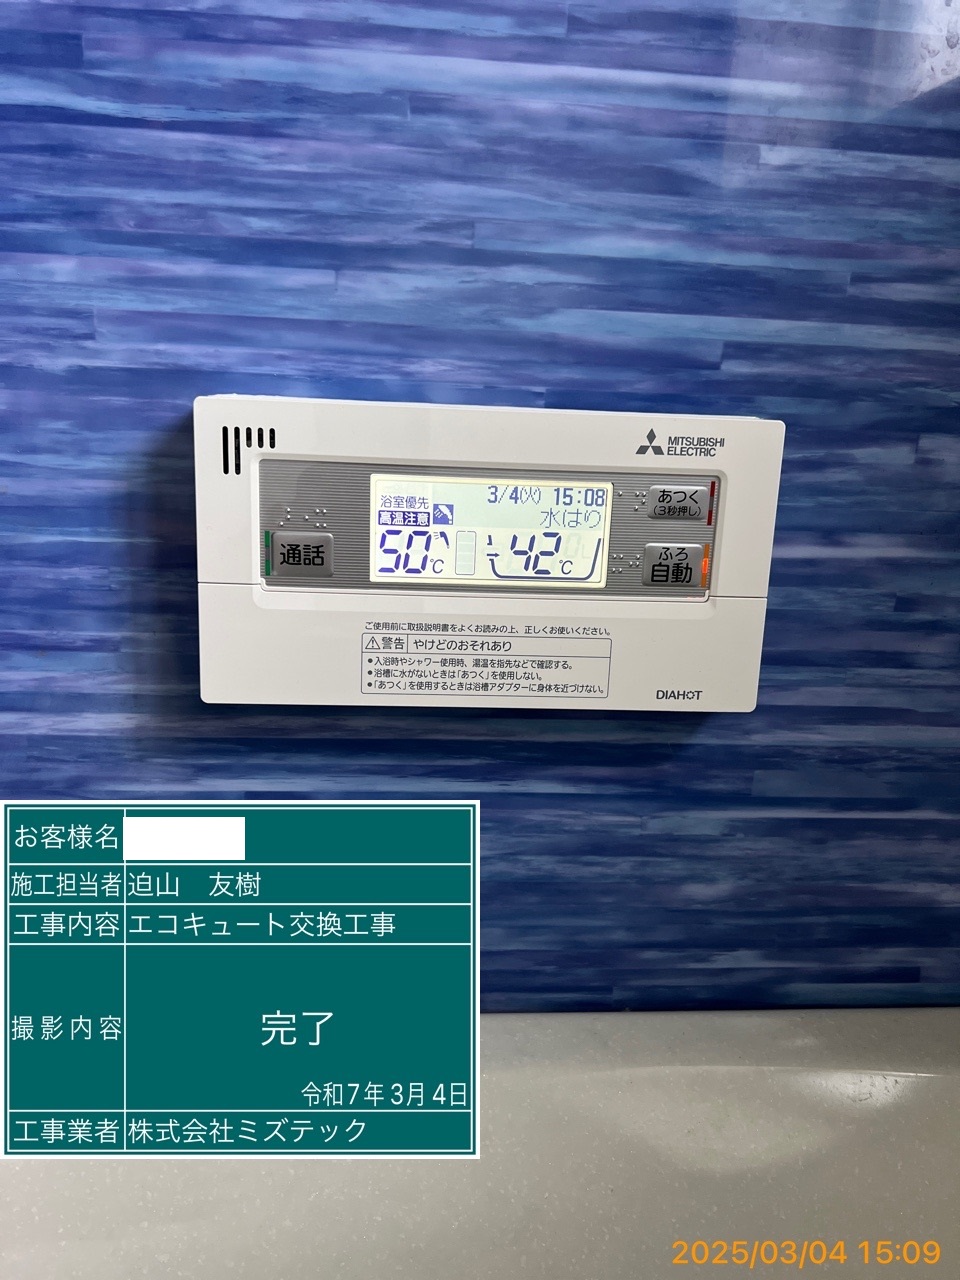 MITSUBISHI
ELECTRIC
3/4(火) 15:08
浴室優先
高温注意
水はり
50℃
42℃
通話
あつく
(3秒押し)
ふろ
自動
ご使用前に取扱説明書をよくお読みの上、正しくお使いください。
警告 やけどのおそれあり
●入浴時やシャワー使用時、湯温を指先などで確認する。
●浴槽に水がないときは「あつく」を使用しない。
●「あつく」を使用するときは浴槽アダプターに身体を近づけない。
DIAHOT
お客様名
施工担当者 迫山 友樹
工事内容 エコキュート交換工事
撮影内容 完了
令和7年3月4日
工事業者 株式会社ミズテック
2025/03/04 15:09